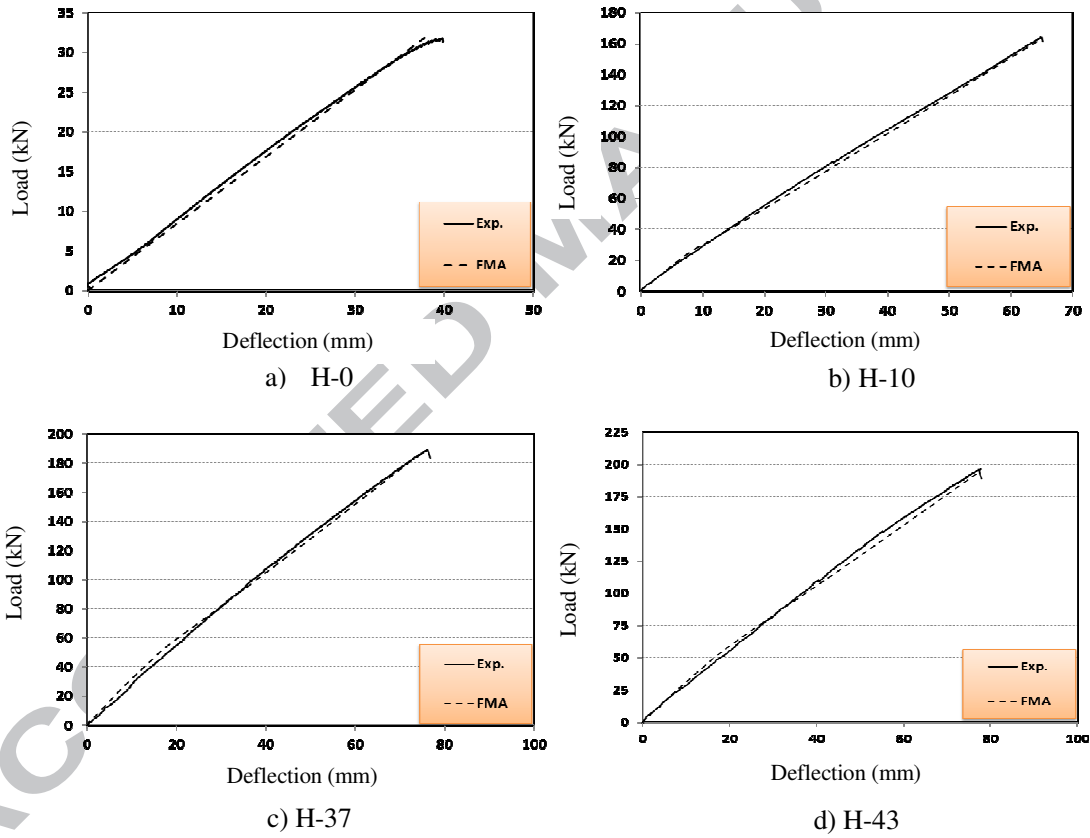 35
30
25
20
15
10
5
0
Load (kN)
0 10 20 30 40 50
Deflection (mm)
Exp.
FMA
a) H-0
180
160
140
120
100
80
60
40
20
0
Load (kN)
0 10 20 30 40 50 60 70
Deflection (mm)
Exp.
FMA
b) H-10
200
180
160
140
120
100
80
60
40
20
0
Load (kN)
0 20 40 60 80 100
Deflection (mm)
Exp.
FMA
c) H-37
225
200
175
150
125
100
75
50
25
0
Load (kN)
0 20 40 60 80 100
Deflection (mm)
Exp.
FMA
d) H-43